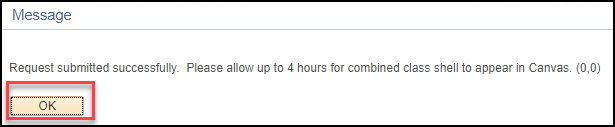 Message
Request submitted successfully.  Please allow up to 4 hours for combined class shell to appear in Canvas. (0,0)
OK